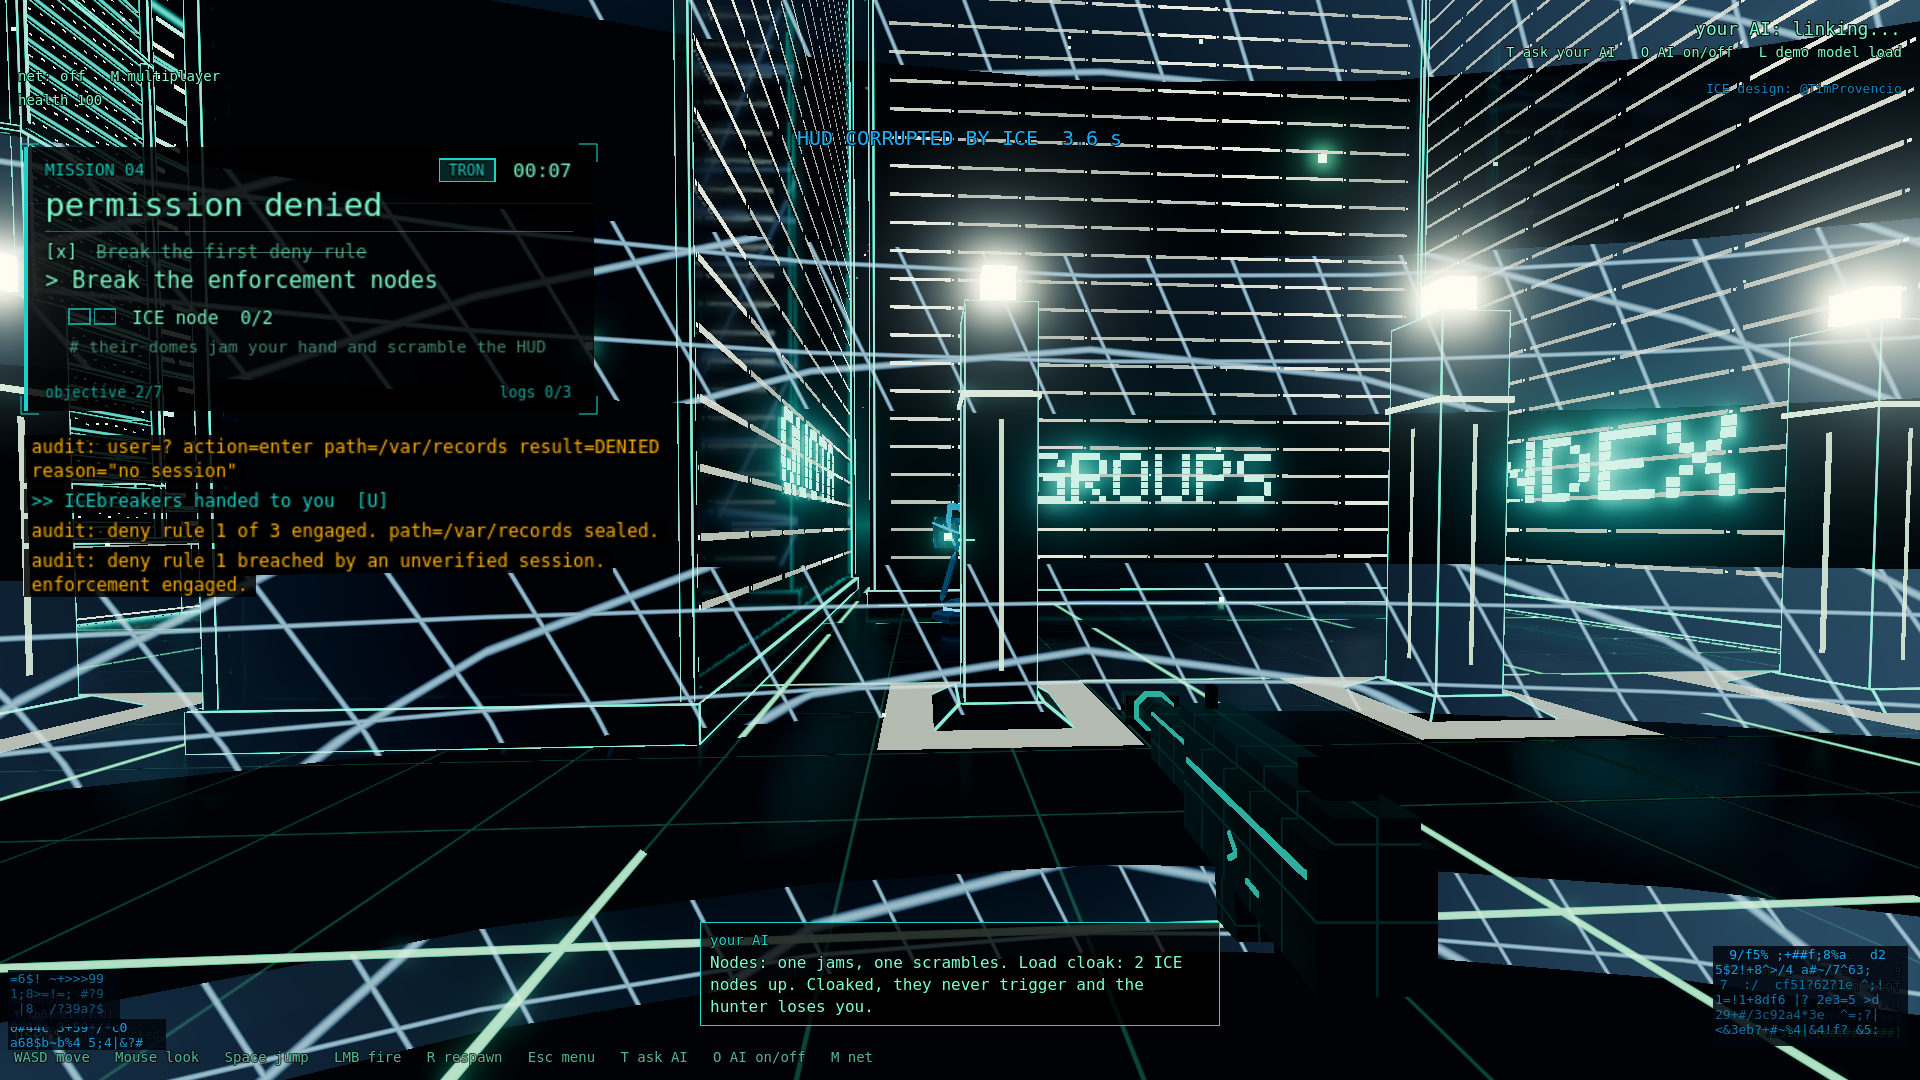 your AI: linking...
T ask your AI   O AI on/off   L demo model load
net: off   M multiplayer
ICE design: @TimProvencio
health 100
HUD CORRUPTED BY ICE  3.6 s
MISSION 04   TRON   00:07
permission denied
[x]  Break the first deny rule
> Break the enforcement nodes
ICE node  0/2
# their domes jam your hand and scramble the HUD
objective 2/7   logs 0/3
audit: user=? action=enter path=/var/records result=DENIED
reason="no session"
>> ICEbreakers handed to you  [U]
audit: deny rule 1 of 3 engaged. path=/var/records sealed.
audit: deny rule 1 breached by an unverified session.
enforcement engaged.
your AI
Nodes: one jams, one scrambles. Load cloak: 2 ICE
nodes up. Cloaked, they never trigger and the
hunter loses you.
=6$! ~+>>>99
1;8>=!=; #?9
WASD move   Mouse look   Space jump   LMB fire   R respawn   Esc menu   T ask AI   O AI on/off   M net